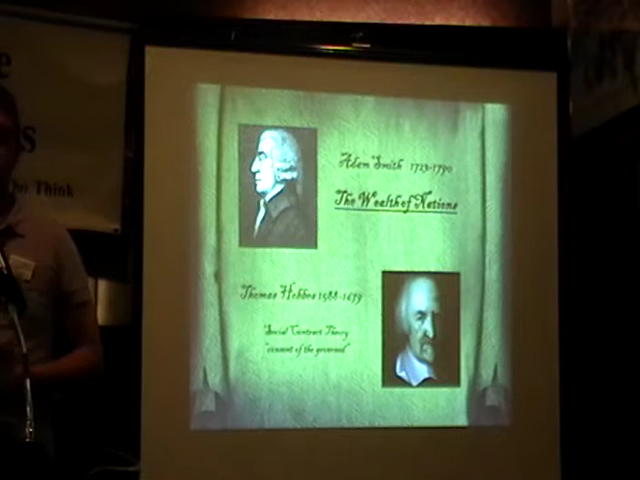 e
s
Do Think
Adam Smith 1723-1790
The Wealth of Nations
Thomas Hobbes 1588-1679
Social Contract Theory
"consent of the governed"